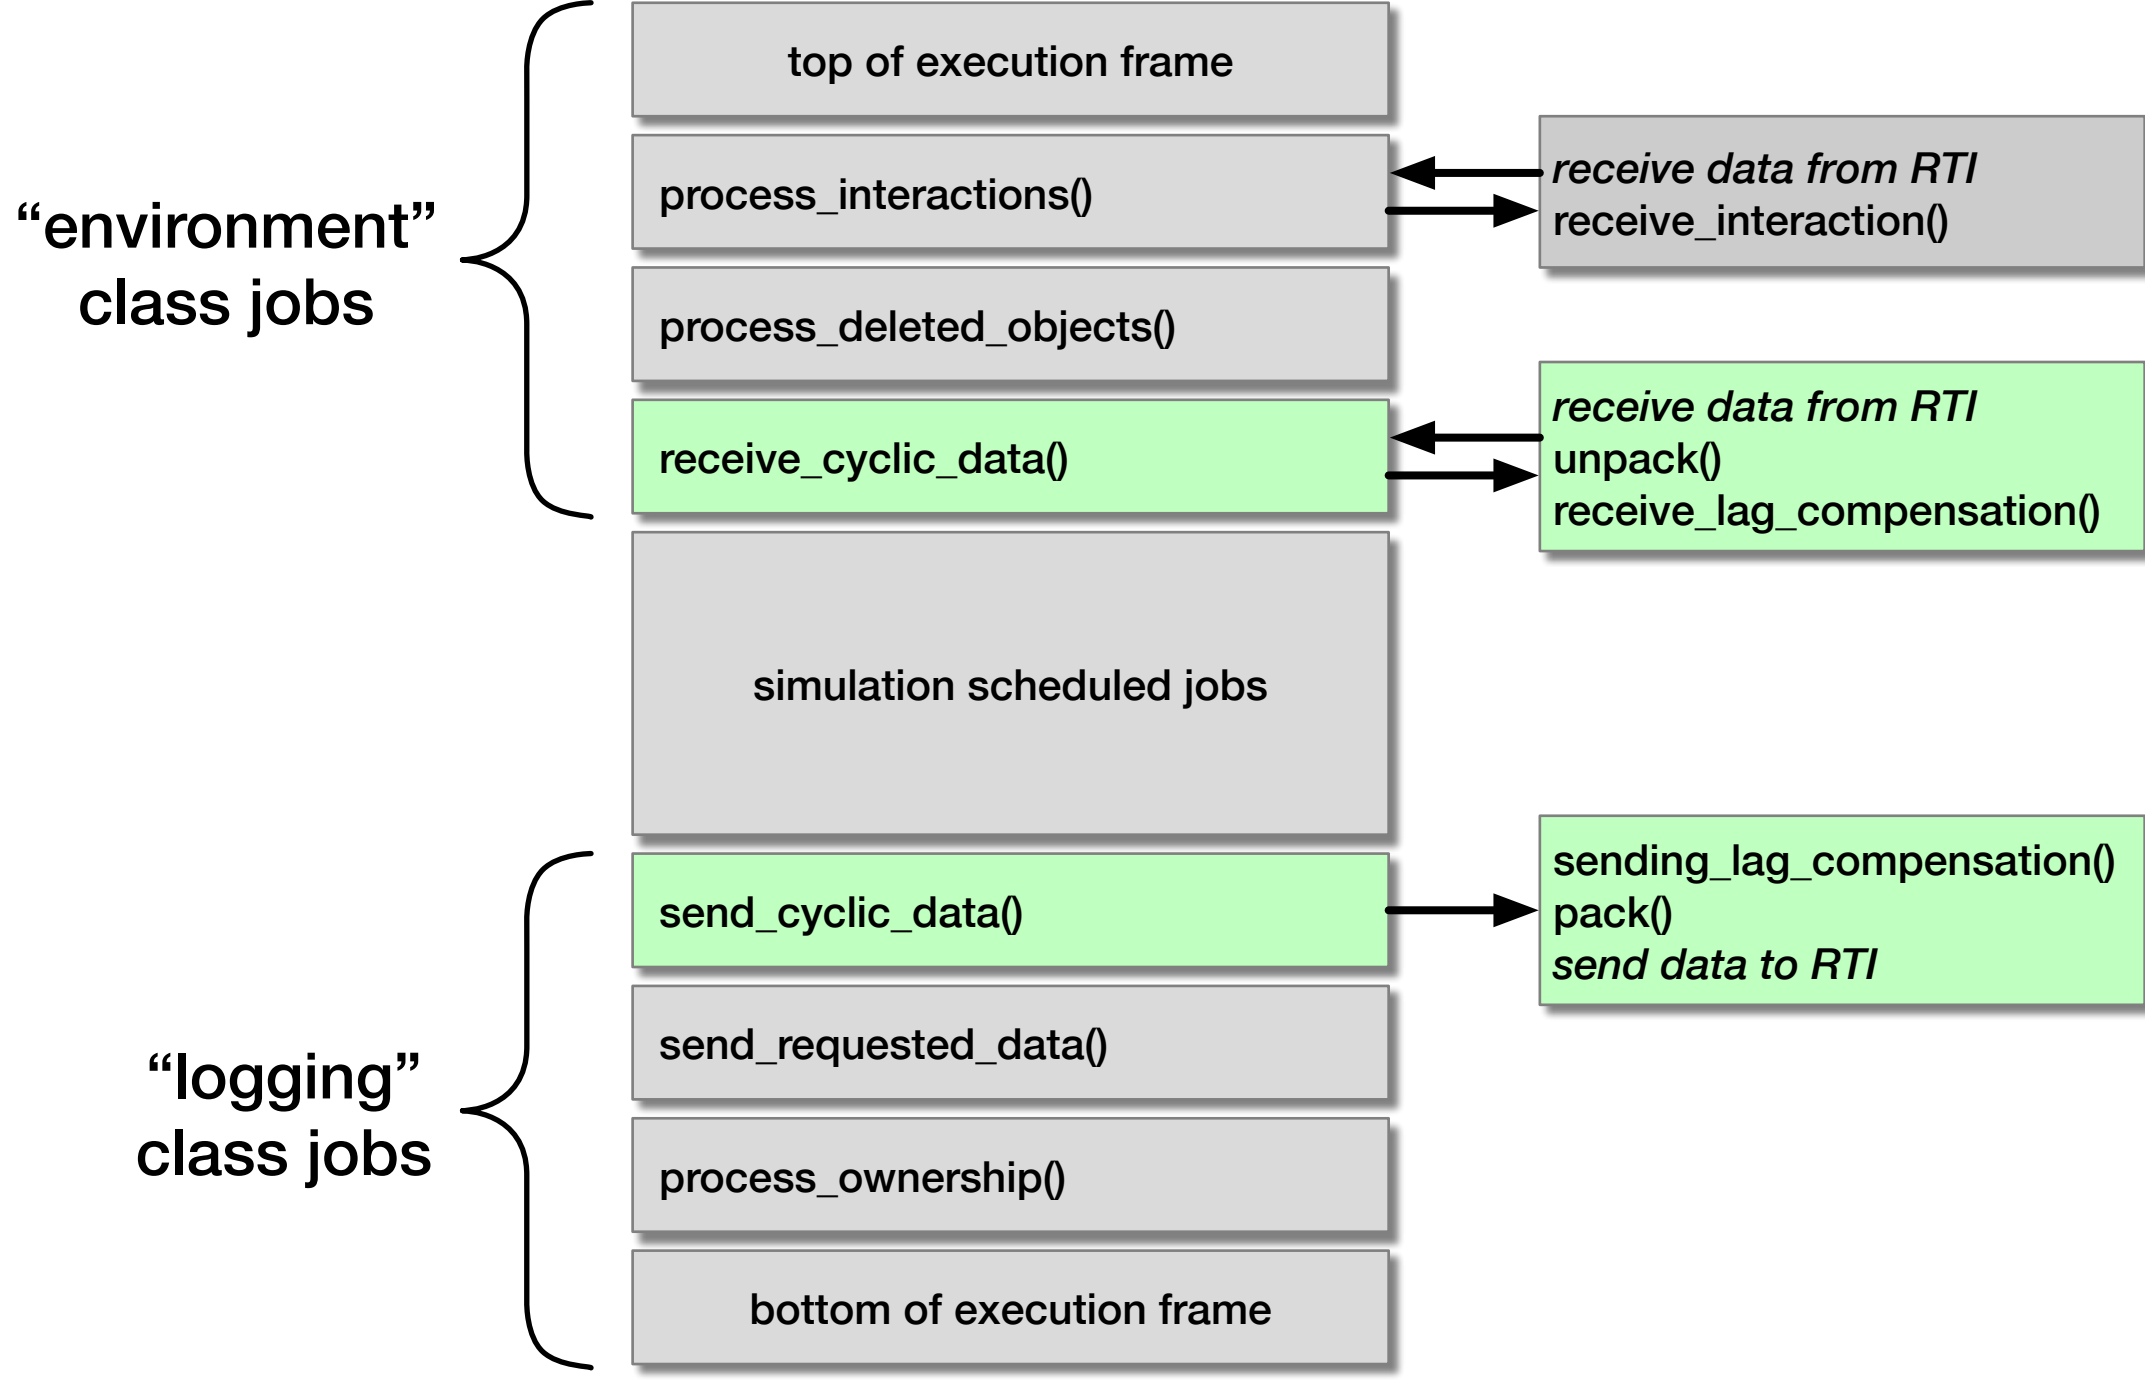 top of execution frame
“environment”
class jobs
process_interactions()
receive data from RTI
receive_interaction()
process_deleted_objects()
receive_cyclic_data()
receive data from RTI
unpack()
receive_lag_compensation()
simulation scheduled jobs
“logging”
class jobs
send_cyclic_data()
sending_lag_compensation()
pack()
send data to RTI
send_requested_data()
process_ownership()
bottom of execution frame